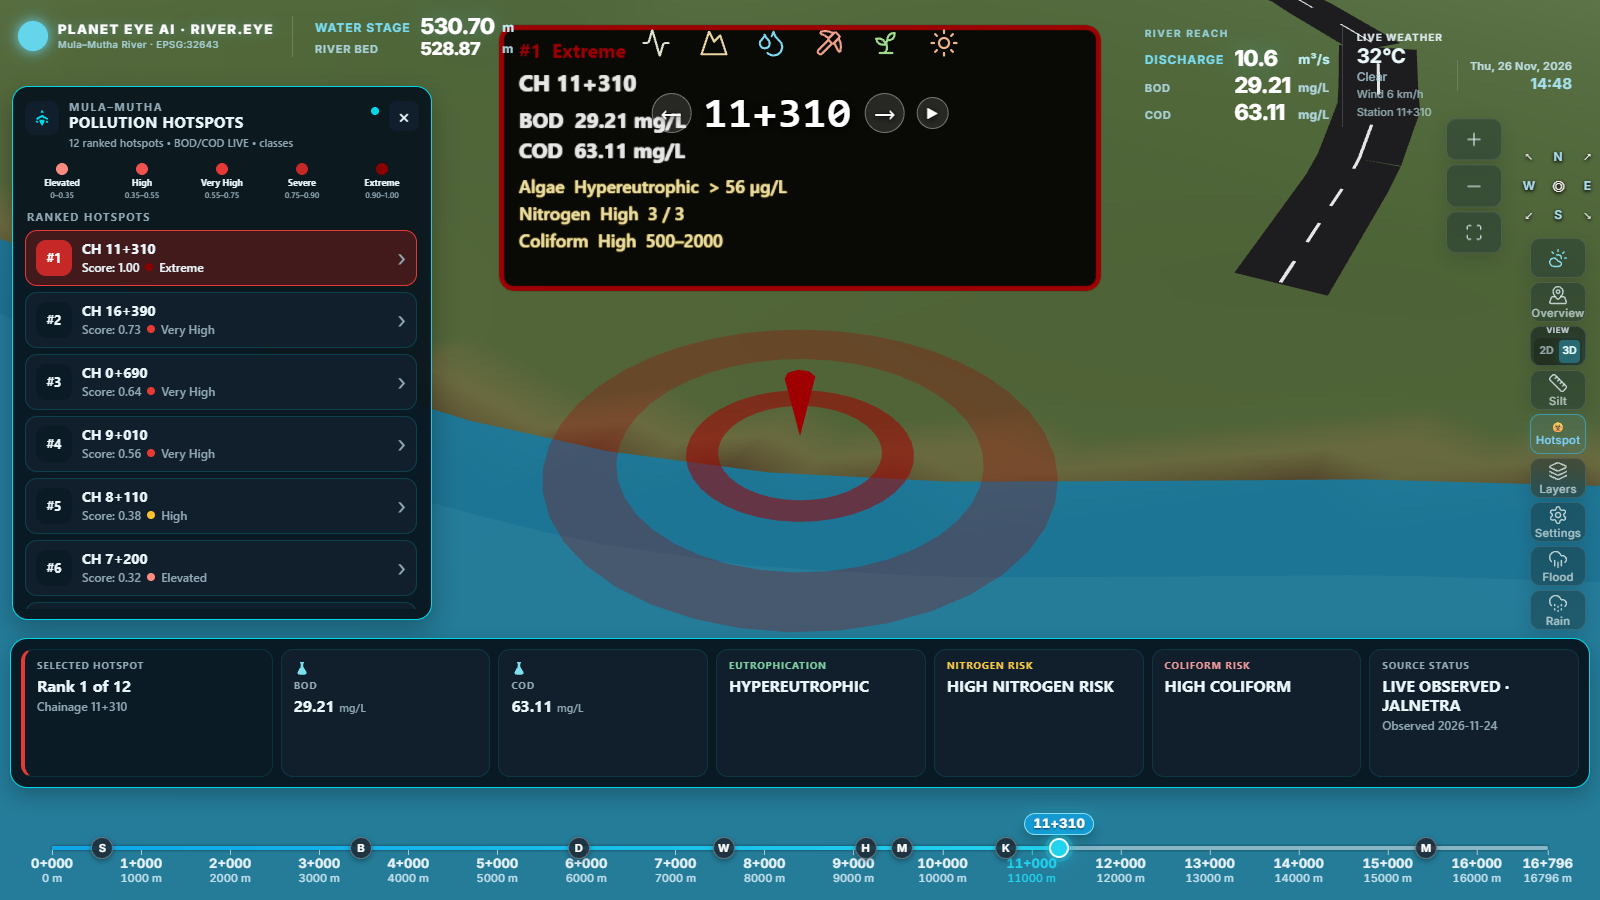 PLANET EYE AI · RIVER.EYE
Mula–Mutha River · EPSG:32643
WATER STAGE 530.70 m
RIVER BED 528.87 m
#1 Extreme
CH 11+310
BOD 29.21 mg/L
COD 63.11 mg/L
Algae Hypereutrophic > 56 µg/L
Nitrogen High 3 / 3
Coliform High 500–2000
← 11+310 → ▶
RIVER REACH
DISCHARGE 10.6 m³/s
BOD 29.21 mg/L
COD 63.11 mg/L
LIVE WEATHER
32°C
Clear
Wind 6 km/h
Station 11+310
Thu, 26 Nov, 2026
14:48
MULA–MUTHA
POLLUTION HOTSPOTS
12 ranked hotspots • BOD/COD LIVE • classes
Elevated
0–0.35
High
0.35–0.55
Very High
0.55–0.75
Severe
0.75–0.90
Extreme
0.90–1.00
RANKED HOTSPOTS
#1 CH 11+310
Score: 1.00 Extreme
#2 CH 16+390
Score: 0.73 Very High
#3 CH 0+690
Score: 0.64 Very High
#4 CH 9+010
Score: 0.56 Very High
#5 CH 8+110
Score: 0.38 High
#6 CH 7+200
Score: 0.32 Elevated
+
−
N
W E
S
Overview
VIEW
2D 3D
Silt
Hotspot
Layers
Settings
Flood
Rain
SELECTED HOTSPOT
Rank 1 of 12
Chainage 11+310
BOD
29.21 mg/L
COD
63.11 mg/L
EUTROPHICATION
HYPEREUTROPHIC
NITROGEN RISK
HIGH NITROGEN RISK
COLIFORM RISK
HIGH COLIFORM
SOURCE STATUS
LIVE OBSERVED ·
JALNETRA
Observed 2026-11-24
11+310
S B D W H M K M
0+000 1+000 2+000 3+000 4+000 5+000 6+000 7+000 8+000 9+000 10+000 11+000 12+000 13+000 14+000 15+000 16+000 16+796
0 m 1000 m 2000 m 3000 m 4000 m 5000 m 6000 m 7000 m 8000 m 9000 m 10000 m 11000 m 12000 m 13000 m 14000 m 15000 m 16000 m 16796 m